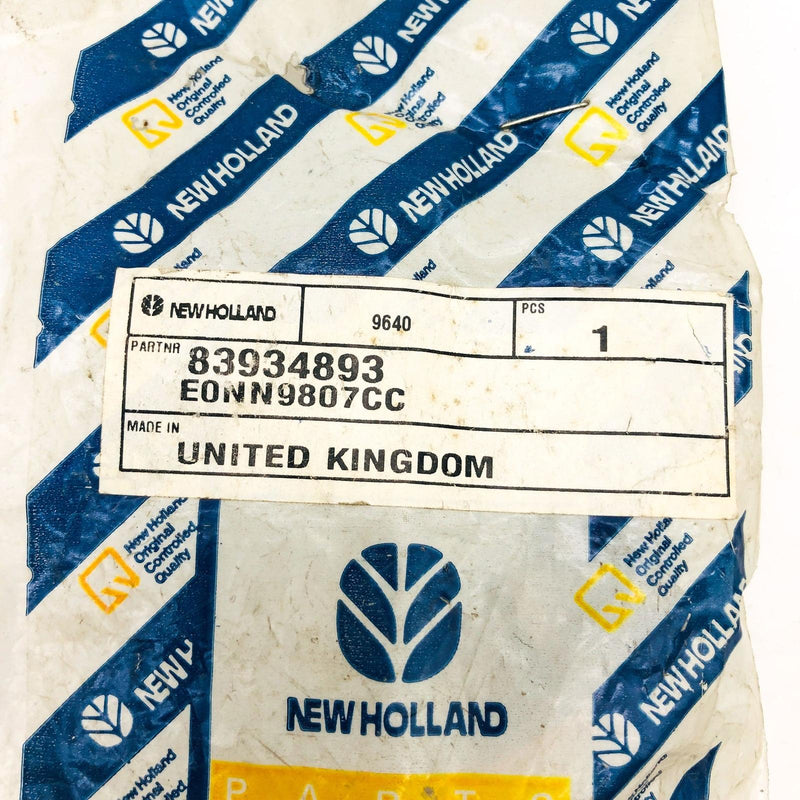 NEW HOLLAND
New Holland
Original
Controlled
Quality
NEW HOLLAND
NEW HOLLAND
NEW HOLLAND
New Holland
Original
Controlled
Quality
NEW HOLLAND
9640
PCS
1
PARTNR
83934893
E0NN9807CC
MADE IN
UNITED KINGDOM
New Holland
Original
Controlled
Quality
NEW HOLLAND
NEW HOLLAND
New Holland
Original
Controlled
Quality
PARTS